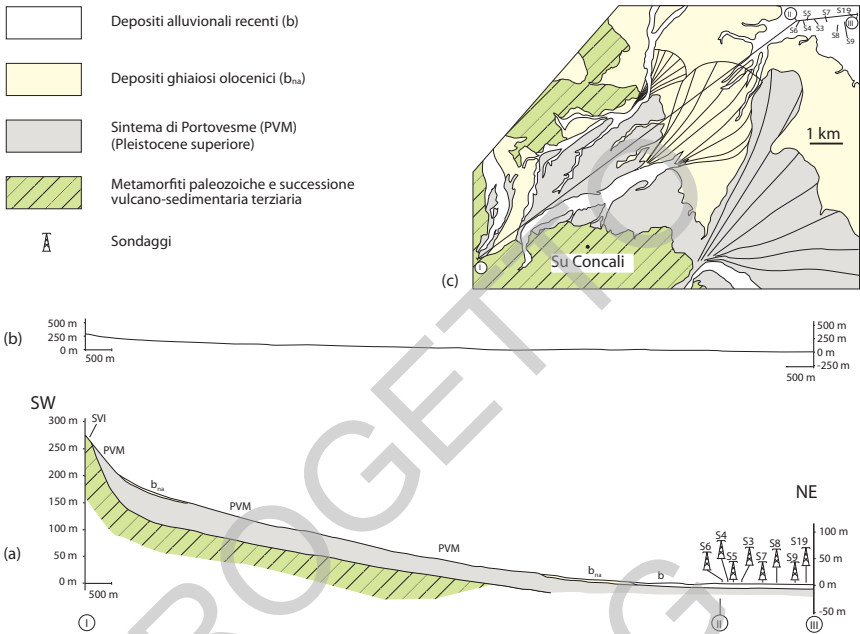 Depositi alluvionali recenti (b)
Depositi ghiaiosi olocenici (bna)
Sintema di Portovesme (PVM)
(Pleistocene superiore)
Metamorfiti paleozoiche e successione
vulcano-sedimentaria terziaria
Sondaggi
II S5 S7 S19
S6 S4 S3 S8 III
S9
1 km
Su Concali
I
(c)
(b)
500 m
250 m
0 m
500 m
500 m
250 m
0 m
-250 m
500 m
SW
300 m
250 m
200 m
150 m
100 m
50 m
0 m
500 m
SVI
PVM
bna
PVM
PVM
bna
b
NE
S6 S4 S5 S3 S7 S8 S9 S19
100 m
50 m
0 m
-50 m
(a)
I
II
III
PROGETTO
G